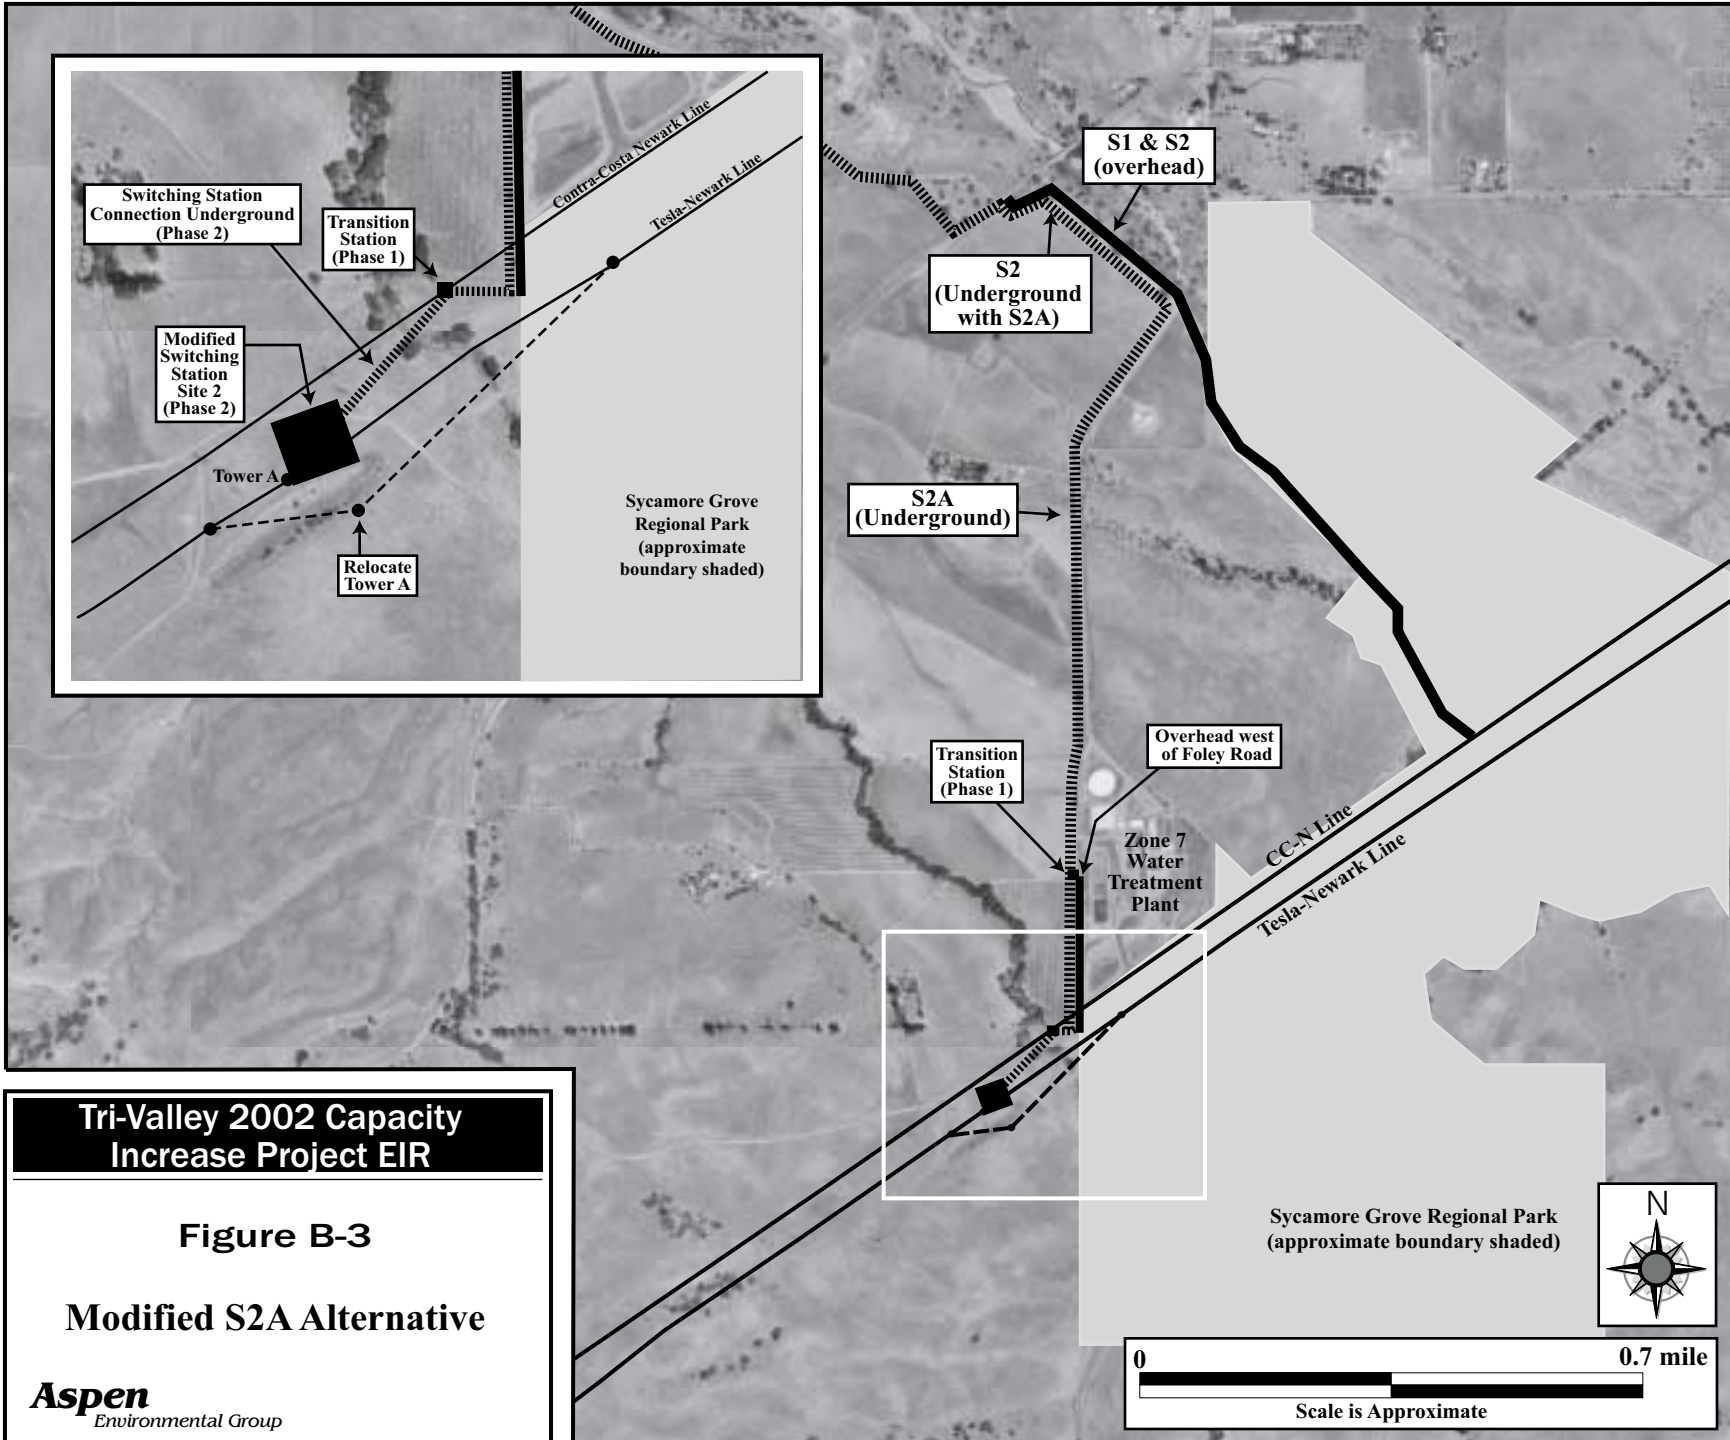 Contra-Costa Newark Line
Tesla-Newark Line
Switching Station
Connection Underground
(Phase 2)
Transition
Station
(Phase 1)
Modified
Switching
Station
Site 2
(Phase 2)
Tower A
Relocate
Tower A
Sycamore Grove
Regional Park
(approximate
boundary shaded)
S1 & S2
(overhead)
S2
(Underground
with S2A)
S2A
(Underground)
Overhead west
of Foley Road
Transition
Station
(Phase 1)
Zone 7
Water
Treatment
Plant
CC-N Line
Tesla-Newark Line
Sycamore Grove Regional Park
(approximate boundary shaded)
N
0 0.7 mile
Scale is Approximate
Tri-Valley 2002 Capacity
Increase Project EIR
Figure B-3
Modified S2A Alternative
Aspen
Environmental Group